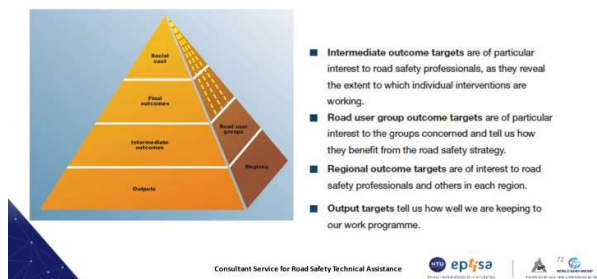 Social
cost
Final
outcomes
Intermediate
outcomes
Outputs
Road user
groups
Regions
Intermediate outcome targets are of particular
interest to road safety professionals, as they reveal
the extent to which individual interventions are
working.
Road user group outcome targets are of particular
interest to the groups concerned and tell us how
they benefit from the road safety strategy.
Regional outcome targets are of interest to road
safety professionals and others in each region.
Output targets tell us how well we are keeping to
our work programme.
Consultant Service for Road Safety Technical Assistance
HTU
eptisa
72
WORLD BANK GROUP